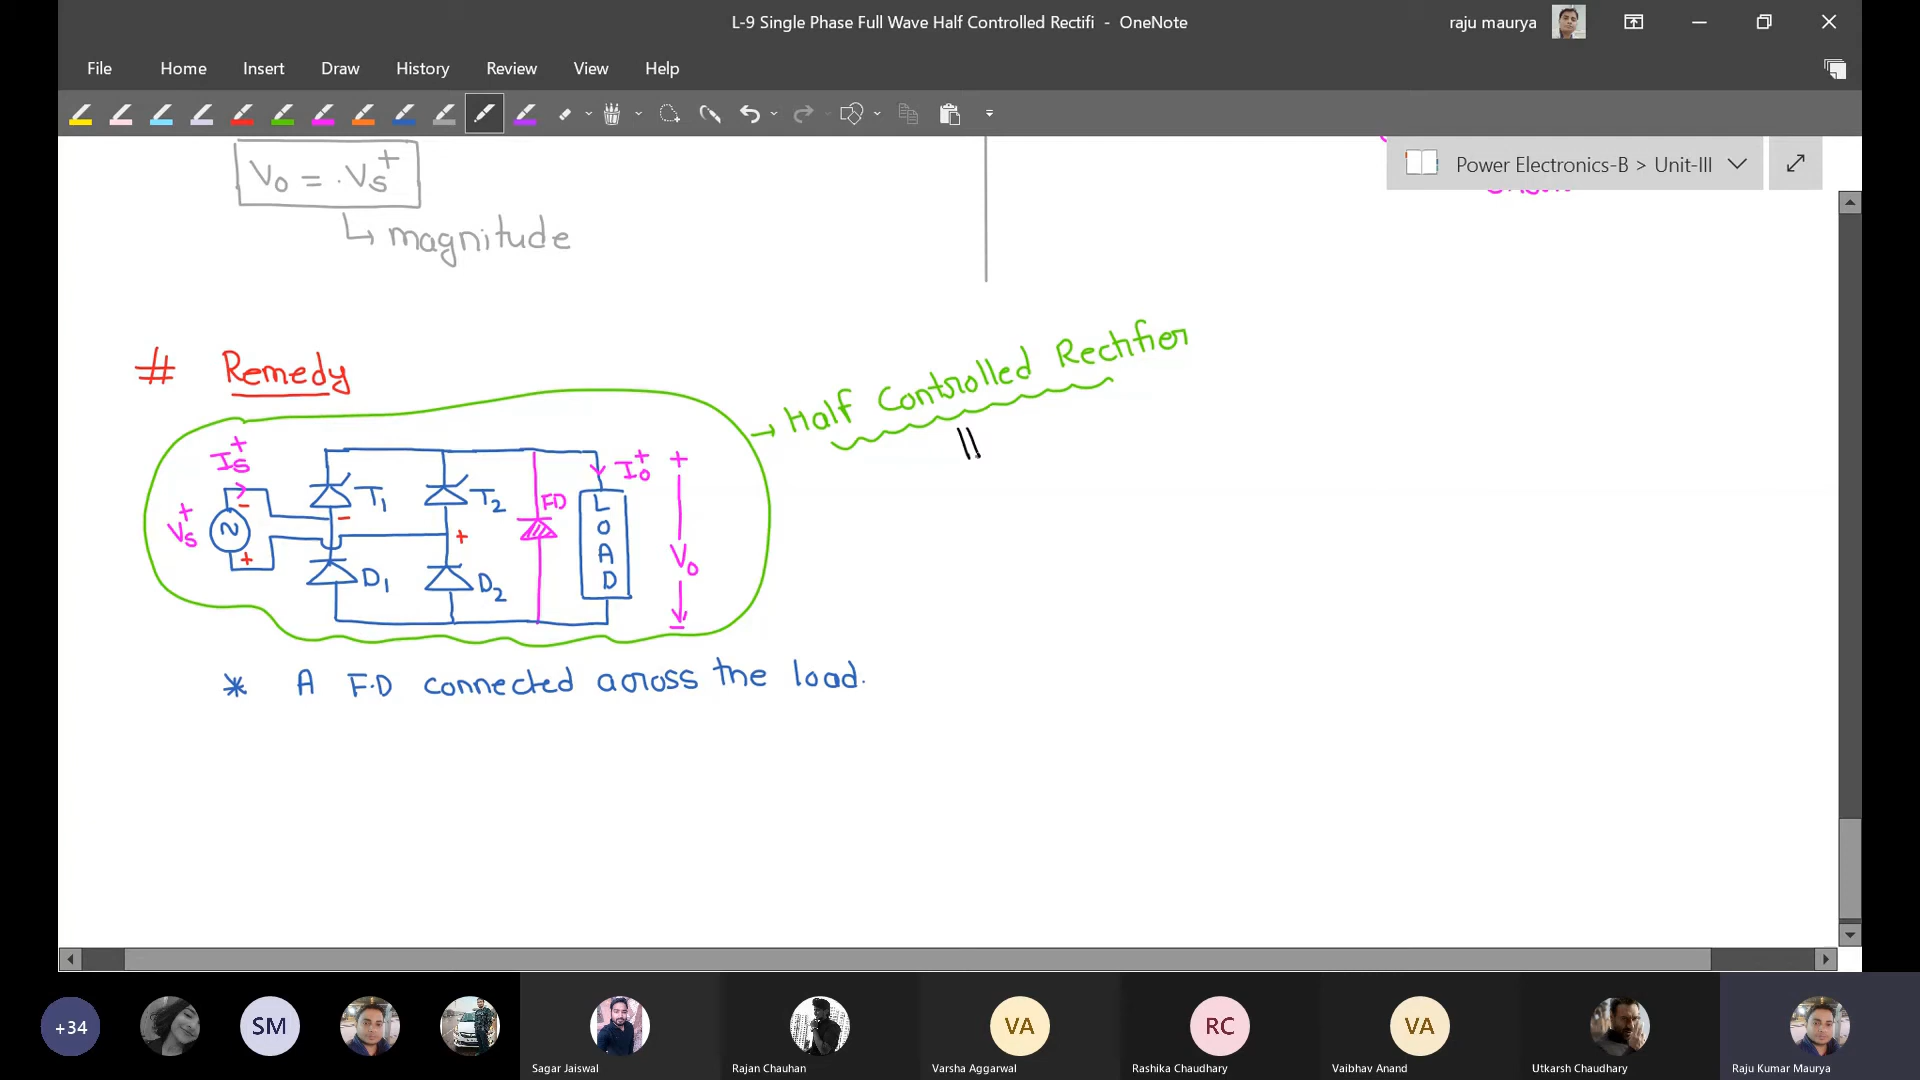 L-9 Single Phase Full Wave Half Controlled Rectifi - OneNote
raju maurya
File Home Insert Draw History Review View Help
Power Electronics-B > Unit-III
Vo = .Vs+
↳ magnitude
# Remedy
→ Half Controlled Rectifier
||
Is+
Vs+
N
-
+
T1
T2
-
+
D1
D2
FD
Io+
LOAD
+
Vo
-
* A F.D connected across the load.
+34
SM
VA
RC
VA
Sagar Jaiswal
Rajan Chauhan
Varsha Aggarwal
Rashika Chaudhary
Vaibhav Anand
Utkarsh Chaudhary
Raju Kumar Maurya